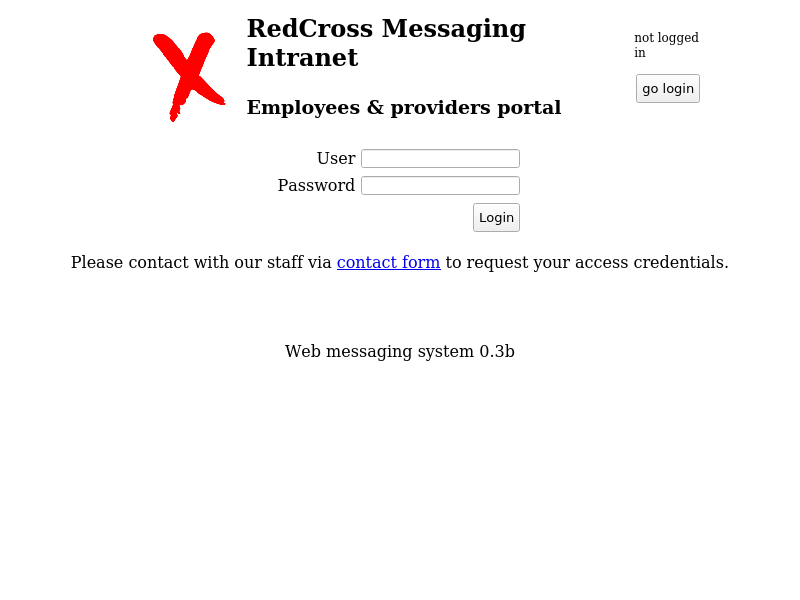 RedCross Messaging
Intranet
Employees & providers portal
not logged
in
go login
User
Password
Login
Please contact with our staff via contact form to request your access credentials.
Web messaging system 0.3b